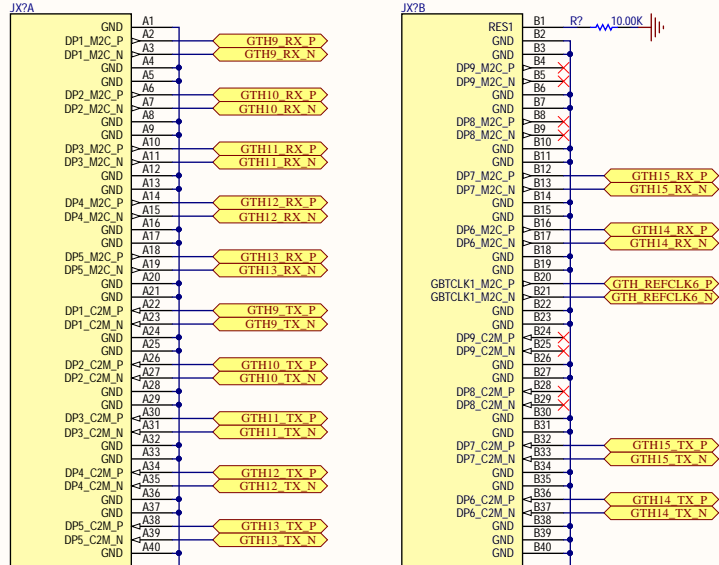 JX?A
GND A1
DP1_M2C_P A2 GTH9_RX_P
DP1_M2C_N A3 GTH9_RX_N
GND A4
GND A5
DP2_M2C_P A6 GTH10_RX_P
DP2_M2C_N A7 GTH10_RX_N
GND A8
GND A9
DP3_M2C_P A10 GTH11_RX_P
DP3_M2C_N A11 GTH11_RX_N
GND A12
GND A13
DP4_M2C_P A14 GTH12_RX_P
DP4_M2C_N A15 GTH12_RX_N
GND A16
GND A17
DP5_M2C_P A18 GTH13_RX_P
DP5_M2C_N A19 GTH13_RX_N
GND A20
GND A21
DP1_C2M_P A22 GTH9_TX_P
DP1_C2M_N A23 GTH9_TX_N
GND A24
GND A25
DP2_C2M_P A26 GTH10_TX_P
DP2_C2M_N A27 GTH10_TX_N
GND A28
GND A29
DP3_C2M_P A30 GTH11_TX_P
DP3_C2M_N A31 GTH11_TX_N
GND A32
GND A33
DP4_C2M_P A34 GTH12_TX_P
DP4_C2M_N A35 GTH12_TX_N
GND A36
GND A37
DP5_C2M_P A38 GTH13_TX_P
DP5_C2M_N A39 GTH13_TX_N
GND A40
JX?B
RES1 B1 R? 10.00K
GND B2
GND B3
DP9_M2C_P B4
DP9_M2C_N B5
GND B6
GND B7
DP8_M2C_P B8
DP8_M2C_N B9
GND B10
GND B11
DP7_M2C_P B12 GTH15_RX_P
DP7_M2C_N B13 GTH15_RX_N
GND B14
GND B15
DP6_M2C_P B16 GTH14_RX_P
DP6_M2C_N B17 GTH14_RX_N
GND B18
GND B19
GBTCLK1_M2C_P B20 GTH_REFCLK6_P
GBTCLK1_M2C_N B21 GTH_REFCLK6_N
GND B22
GND B23
DP9_C2M_P B24
DP9_C2M_N B25
GND B26
GND B27
DP8_C2M_P B28
DP8_C2M_N B29
GND B30
GND B31
DP7_C2M_P B32 GTH15_TX_P
DP7_C2M_N B33 GTH15_TX_N
GND B34
GND B35
DP6_C2M_P B36 GTH14_TX_P
DP6_C2M_N B37 GTH14_TX_N
GND B38
GND B39
GND B40